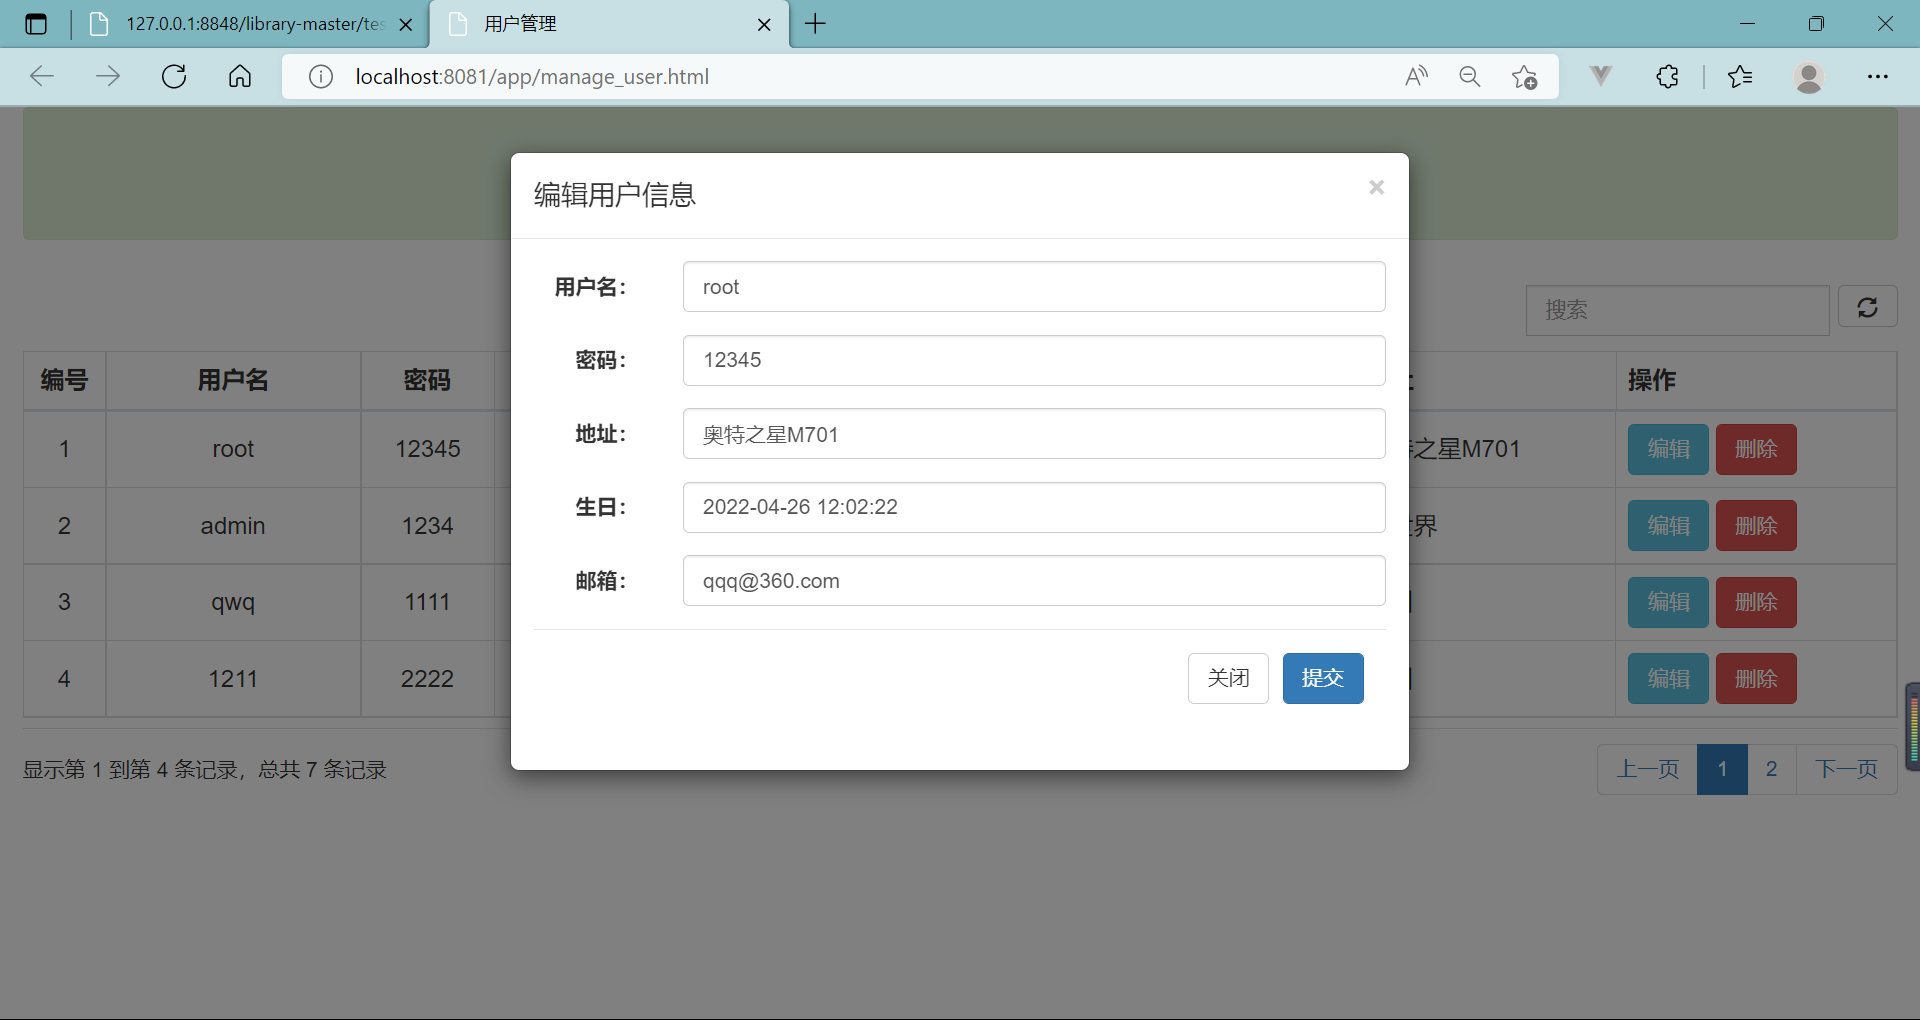 127.0.0.1:8848/library-master/tes
用户管理
localhost:8081/app/manage_user.html
编辑用户信息
×
用户名： root
密码： 12345
地址： 奥特之星M701
生日： 2022-04-26 12:02:22
邮箱： qqq@360.com
关闭 提交
搜索
编号 用户名 密码 操作
1 root 12345 之星M701 编辑 删除
2 admin 1234 界 编辑 删除
3 qwq 1111 编辑 删除
4 1211 2222 编辑 删除
显示第 1 到第 4 条记录，总共 7 条记录
上一页 1 2 下一页